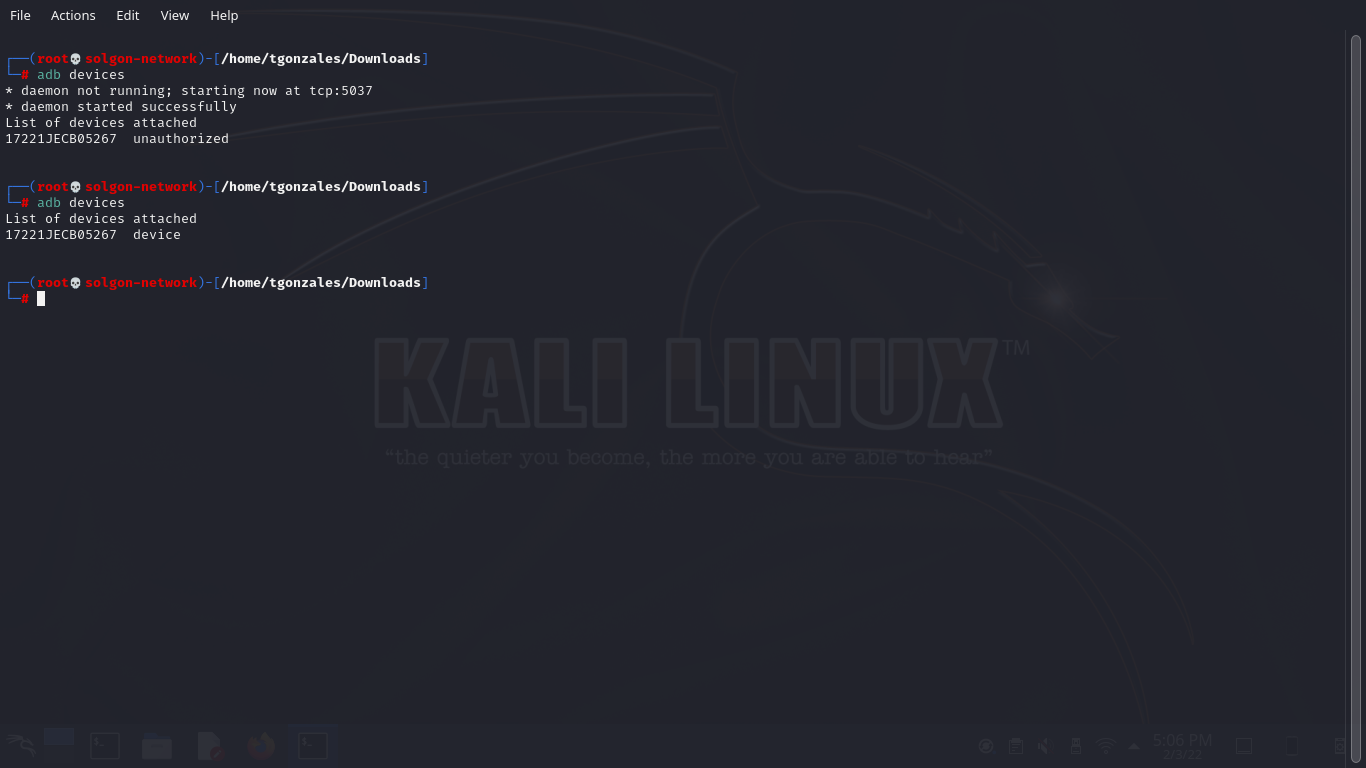 File Actions Edit View Help
┌──(root💀solgon-network)-[/home/tgonzales/Downloads]
└─# adb devices
* daemon not running; starting now at tcp:5037
* daemon started successfully
List of devices attached
17221JECB05267  unauthorized
┌──(root💀solgon-network)-[/home/tgonzales/Downloads]
└─# adb devices
List of devices attached
17221JECB05267  device
┌──(root💀solgon-network)-[/home/tgonzales/Downloads]
└─#
KALI LINUX™
“the quieter you become, the more you are able to hear”
5:06 PM
2/3/22